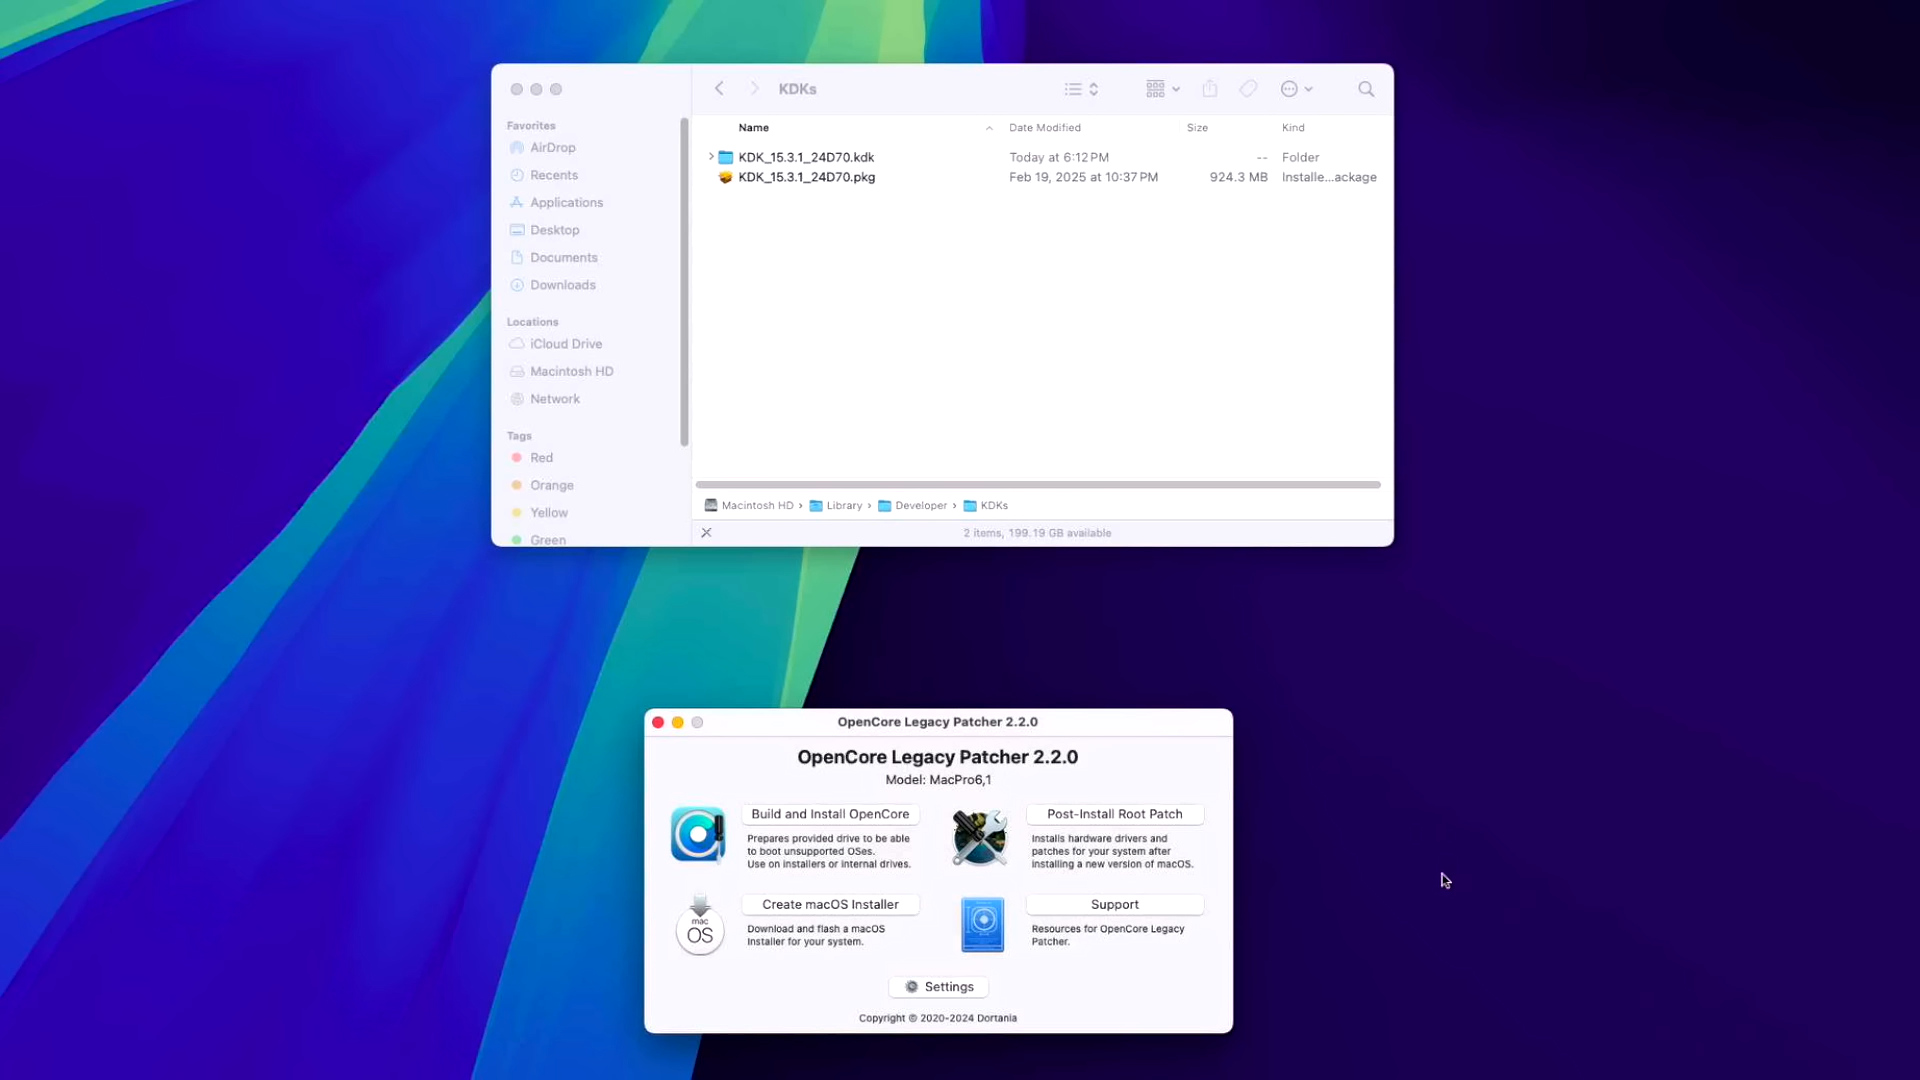 KDKs
Favorites
AirDrop
Recents
Applications
Desktop
Documents
Downloads
Locations
iCloud Drive
Macintosh HD
Network
Tags
Red
Orange
Yellow
Green
Name Date Modified Size Kind
KDK_15.3.1_24D70.kdk Today at 6:12 PM -- Folder
KDK_15.3.1_24D70.pkg Feb 19, 2025 at 10:37 PM 924.3 MB Installe...ackage
Macintosh HD › Library › Developer › KDKs
2 items, 199.19 GB available
OpenCore Legacy Patcher 2.2.0
OpenCore Legacy Patcher 2.2.0
Model: MacPro6,1
Build and Install OpenCore
Prepares provided drive to be able
to boot unsupported OSes.
Use on installers or internal drives.
Post-Install Root Patch
Installs hardware drivers and
patches for your system after
installing a new version of macOS.
mac
OS
Create macOS Installer
Download and flash a macOS
Installer for your system.
Support
Resources for OpenCore Legacy
Patcher.
Settings
Copyright © 2020-2024 Dortania